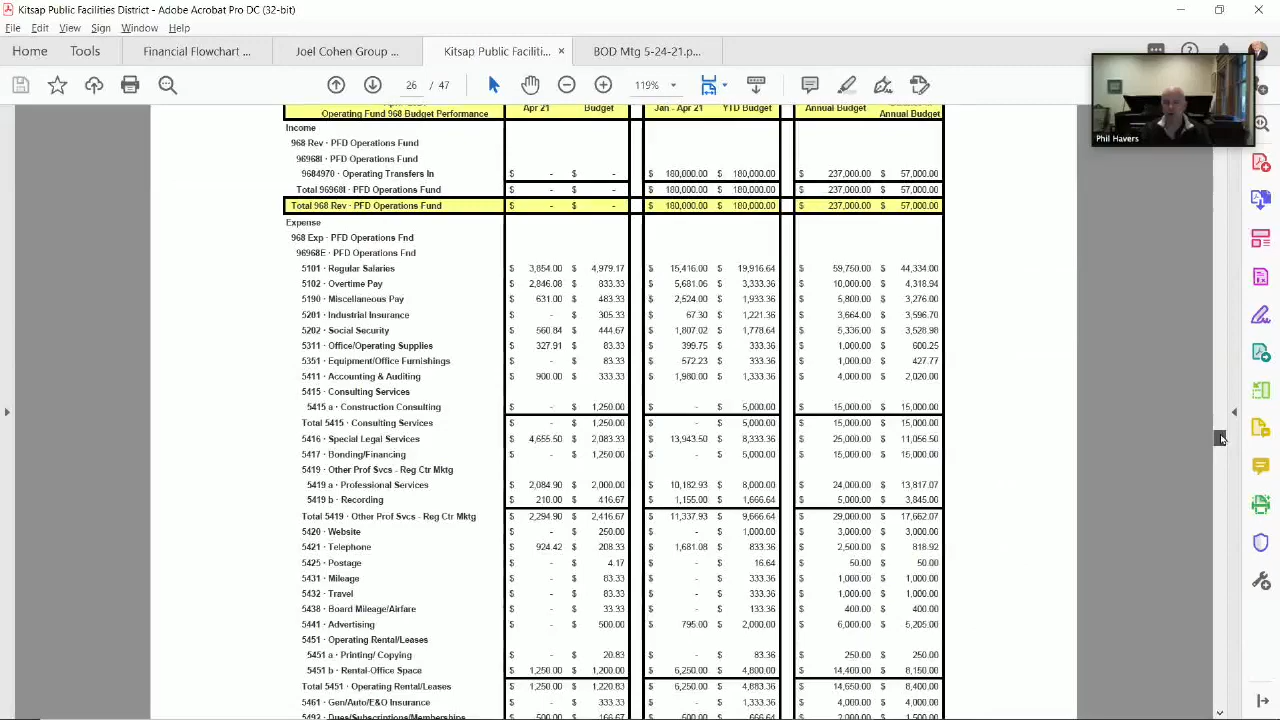 Kitsap Public Facilities District - Adobe Acrobat Pro DC (32-bit)
File Edit View Sign Window Help
Home Tools Financial Flowchart ... Joel Cohen Group ... Kitsap Public Faciliti... × BOD Mtg 5-24-21.p...
26 / 47 119%
Phil Havers
Operating Fund 968 Budget Performance Apr 21 Budget Jan - Apr 21 YTD Budget Annual Budget Annual Budget
Income
968 Rev · PFD Operations Fund
96968I · PFD Operations Fund
9684970 · Operating Transfers In $ - $ - $ 180,000.00 $ 180,000.00 $ 237,000.00 $ 57,000.00
Total 96968I · PFD Operations Fund $ - $ - $ 180,000.00 $ 180,000.00 $ 237,000.00 $ 57,000.00
Total 968 Rev · PFD Operations Fund $ - $ - $ 180,000.00 $ 180,000.00 $ 237,000.00 $ 57,000.00
Expense
968 Exp · PFD Operations Fnd
96968E · PFD Operations Fnd
5101 · Regular Salaries $ 3,854.00 $ 4,979.17 $ 15,416.00 $ 19,916.64 $ 59,750.00 $ 44,334.00
5102 · Overtime Pay $ 2,846.08 $ 833.33 $ 5,681.06 $ 3,333.36 $ 10,000.00 $ 4,318.94
5190 · Miscellaneous Pay $ 631.00 $ 483.33 $ 2,524.00 $ 1,933.36 $ 5,800.00 $ 3,276.00
5201 · Industrial Insurance $ - $ 305.33 $ 67.30 $ 1,221.36 $ 3,664.00 $ 3,596.70
5202 · Social Security $ 560.84 $ 444.67 $ 1,807.02 $ 1,778.64 $ 5,336.00 $ 3,528.98
5311 · Office/Operating Supplies $ 327.91 $ 83.33 $ 399.75 $ 333.36 $ 1,000.00 $ 600.25
5351 · Equipment/Office Furnishings $ - $ 83.33 $ 572.23 $ 333.36 $ 1,000.00 $ 427.77
5411 · Accounting & Auditing $ 900.00 $ 333.33 $ 1,980.00 $ 1,333.36 $ 4,000.00 $ 2,020.00
5415 · Consulting Services
5415 a · Construction Consulting $ - $ 1,250.00 $ - $ 5,000.00 $ 15,000.00 $ 15,000.00
Total 5415 · Consulting Services $ - $ 1,250.00 $ - $ 5,000.00 $ 15,000.00 $ 15,000.00
5416 · Special Legal Services $ 4,655.50 $ 2,083.33 $ 13,943.50 $ 8,333.36 $ 25,000.00 $ 11,056.50
5417 · Bonding/Financing $ - $ 1,250.00 $ - $ 5,000.00 $ 15,000.00 $ 15,000.00
5419 · Other Prof Svcs - Reg Ctr Mktg
5419 a · Professional Services $ 2,084.90 $ 2,000.00 $ 10,182.93 $ 8,000.00 $ 24,000.00 $ 13,817.07
5419 b · Recording $ 210.00 $ 416.67 $ 1,155.00 $ 1,666.64 $ 5,000.00 $ 3,845.00
Total 5419 · Other Prof Svcs - Reg Ctr Mktg $ 2,294.90 $ 2,416.67 $ 11,337.93 $ 9,666.64 $ 29,000.00 $ 17,662.07
5420 · Website $ - $ 250.00 $ - $ 1,000.00 $ 3,000.00 $ 3,000.00
5421 · Telephone $ 924.42 $ 208.33 $ 1,681.08 $ 833.36 $ 2,500.00 $ 818.92
5425 · Postage $ - $ 4.17 $ - $ 16.64 $ 50.00 $ 50.00
5431 · Mileage $ - $ 83.33 $ - $ 333.36 $ 1,000.00 $ 1,000.00
5432 · Travel $ - $ 83.33 $ - $ 333.36 $ 1,000.00 $ 1,000.00
5438 · Board Mileage/Airfare $ - $ 33.33 $ - $ 133.36 $ 400.00 $ 400.00
5441 · Advertising $ - $ 500.00 $ 795.00 $ 2,000.00 $ 6,000.00 $ 5,205.00
5451 · Operating Rental/Leases
5451 a · Printing/ Copying $ - $ 20.83 $ - $ 83.36 $ 250.00 $ 250.00
5451 b · Rental-Office Space $ 1,250.00 $ 1,200.00 $ 6,250.00 $ 4,800.00 $ 14,400.00 $ 8,150.00
Total 5451 · Operating Rental/Leases $ 1,250.00 $ 1,220.83 $ 6,250.00 $ 4,883.36 $ 14,650.00 $ 8,400.00
5461 · Gen/Auto/E&O Insurance $ - $ 333.33 $ - $ 1,333.36 $ 4,000.00 $ 4,000.00
5492 · Dues/Subscriptions/Memberships $ 500.00 $ 166.67 $ 500.00 $ 666.64 $ 2,000.00 $ 1,500.00